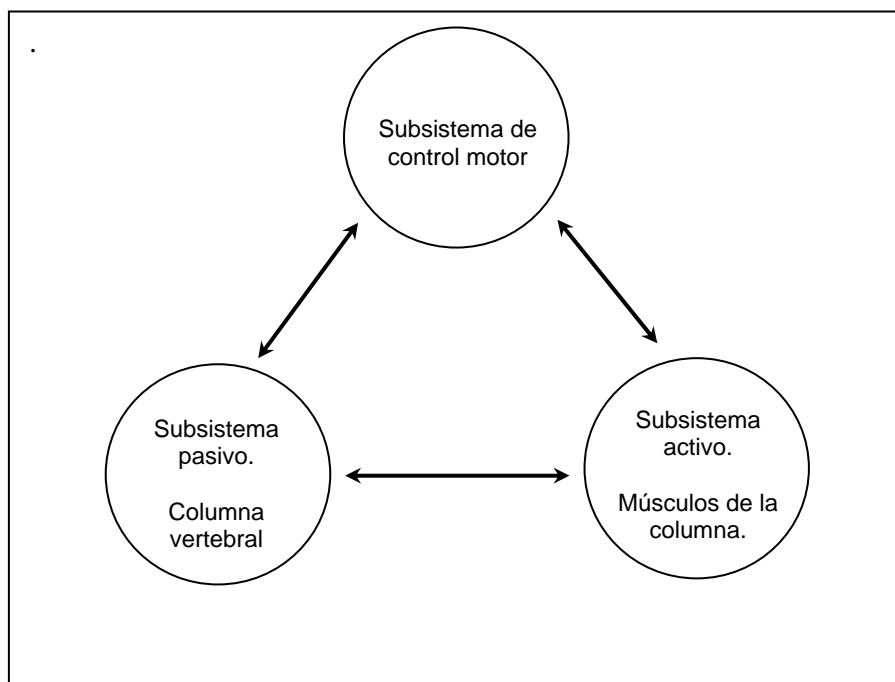 .
Subsistema de
control motor
Subsistema
pasivo.
Columna
vertebral
Subsistema
activo.
Músculos de la
columna.